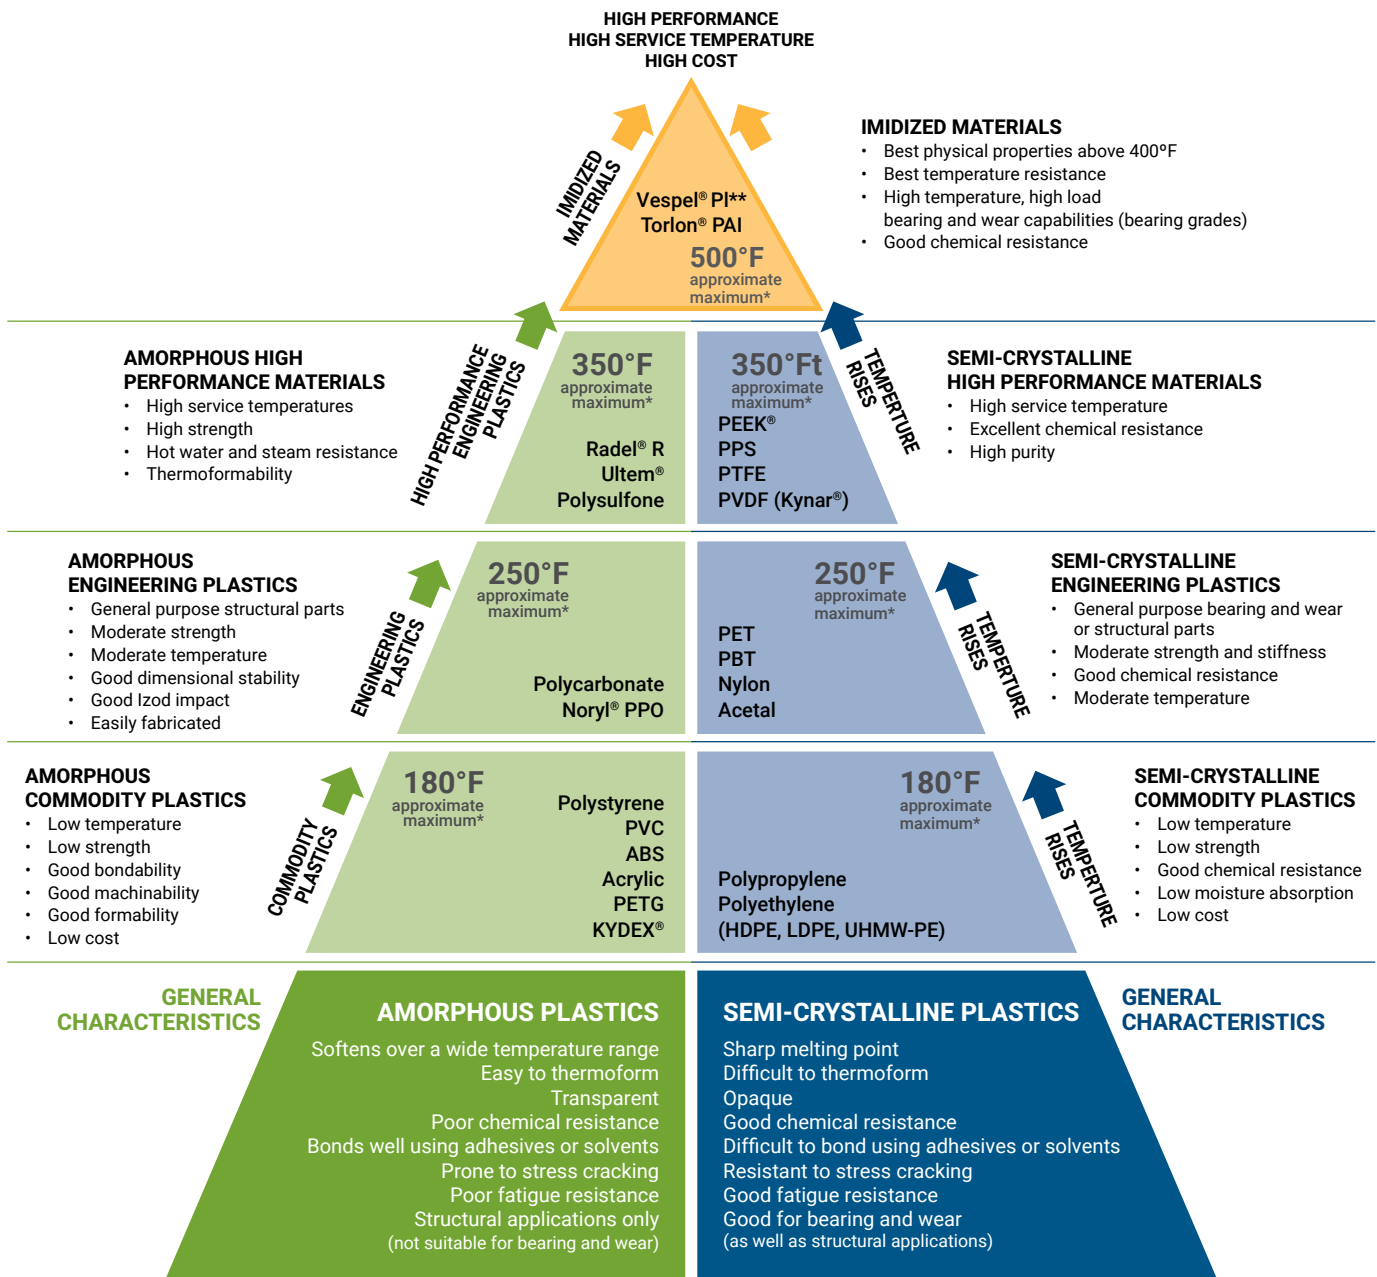 HIGH PERFORMANCE
HIGH SERVICE TEMPERATURE
HIGH COST
IMIDIZED
MATERIALS
Vespel® PI**
Torlon® PAI
500°F
approximate
maximum*
IMIDIZED MATERIALS
• Best physical properties above 400ºF
• Best temperature resistance
• High temperature, high load
bearing and wear capabilities (bearing grades)
• Good chemical resistance
AMORPHOUS HIGH
PERFORMANCE MATERIALS
• High service temperatures
• High strength
• Hot water and steam resistance
• Thermoformability
HIGH PERFORMANCE
ENGINEERING
PLASTICS
350°F
approximate
maximum*
Radel® R
Ultem®
Polysulfone
350°Ft
approximate
maximum*
PEEK®
PPS
PTFE
PVDF (Kynar®)
TEMPERTURE
RISES
SEMI-CRYSTALLINE
HIGH PERFORMANCE MATERIALS
• High service temperature
• Excellent chemical resistance
• High purity
AMORPHOUS
ENGINEERING PLASTICS
• General purpose structural parts
• Moderate strength
• Moderate temperature
• Good dimensional stability
• Good Izod impact
• Easily fabricated
ENGINEERING
PLASTICS
250°F
approximate
maximum*
Polycarbonate
Noryl® PPO
250°F
approximate
maximum*
PET
PBT
Nylon
Acetal
TEMPERTURE
RISES
SEMI-CRYSTALLINE
ENGINEERING PLASTICS
• General purpose bearing and wear
or structural parts
• Moderate strength and stiffness
• Good chemical resistance
• Moderate temperature
AMORPHOUS
COMMODITY PLASTICS
• Low temperature
• Low strength
• Good bondability
• Good machinability
• Good formability
• Low cost
COMMODITY
PLASTICS
180°F
approximate
maximum*
Polystyrene
PVC
ABS
Acrylic
PETG
KYDEX®
180°F
approximate
maximum*
Polypropylene
Polyethylene
(HDPE, LDPE, UHMW-PE)
TEMPERTURE
RISES
SEMI-CRYSTALLINE
COMMODITY PLASTICS
• Low temperature
• Low strength
• Good chemical resistance
• Low moisture absorption
• Low cost
GENERAL
CHARACTERISTICS
AMORPHOUS PLASTICS
Softens over a wide temperature range
Easy to thermoform
Transparent
Poor chemical resistance
Bonds well using adhesives or solvents
Prone to stress cracking
Poor fatigue resistance
Structural applications only
(not suitable for bearing and wear)
SEMI-CRYSTALLINE PLASTICS
Sharp melting point
Difficult to thermoform
Opaque
Good chemical resistance
Difficult to bond using adhesives or solvents
Resistant to stress cracking
Good fatigue resistance
Good for bearing and wear
(as well as structural applications)
GENERAL
CHARACTERISTICS